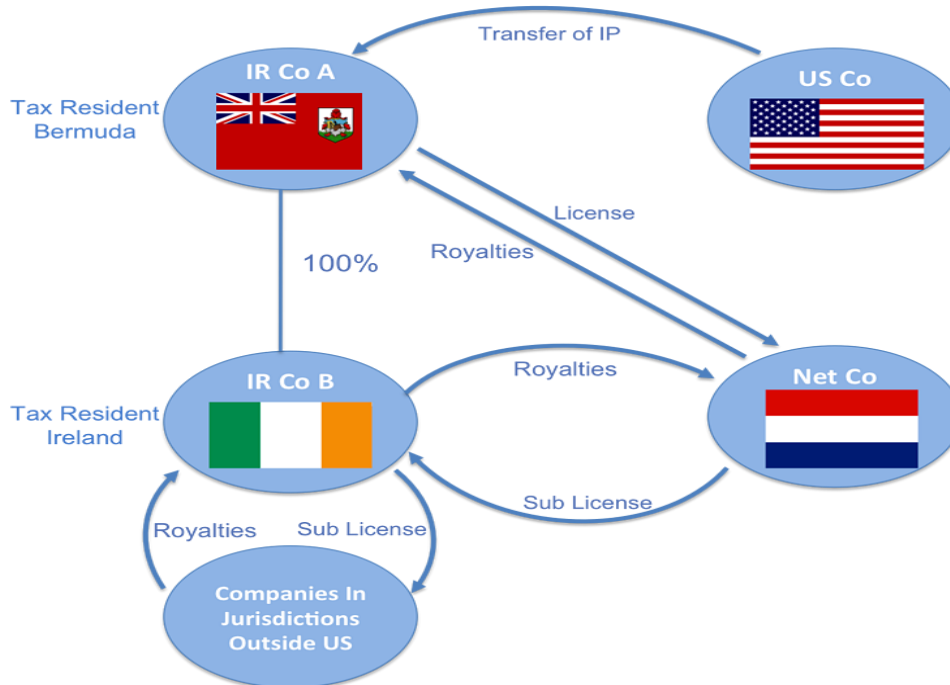 Transfer of IP
IR Co A
US Co
Tax Resident
Bermuda
License
Royalties
100%
IR Co B
Royalties
Net Co
Tax Resident
Ireland
Sub License
Royalties
Sub License
Companies In
Jurisdictions
Outside US